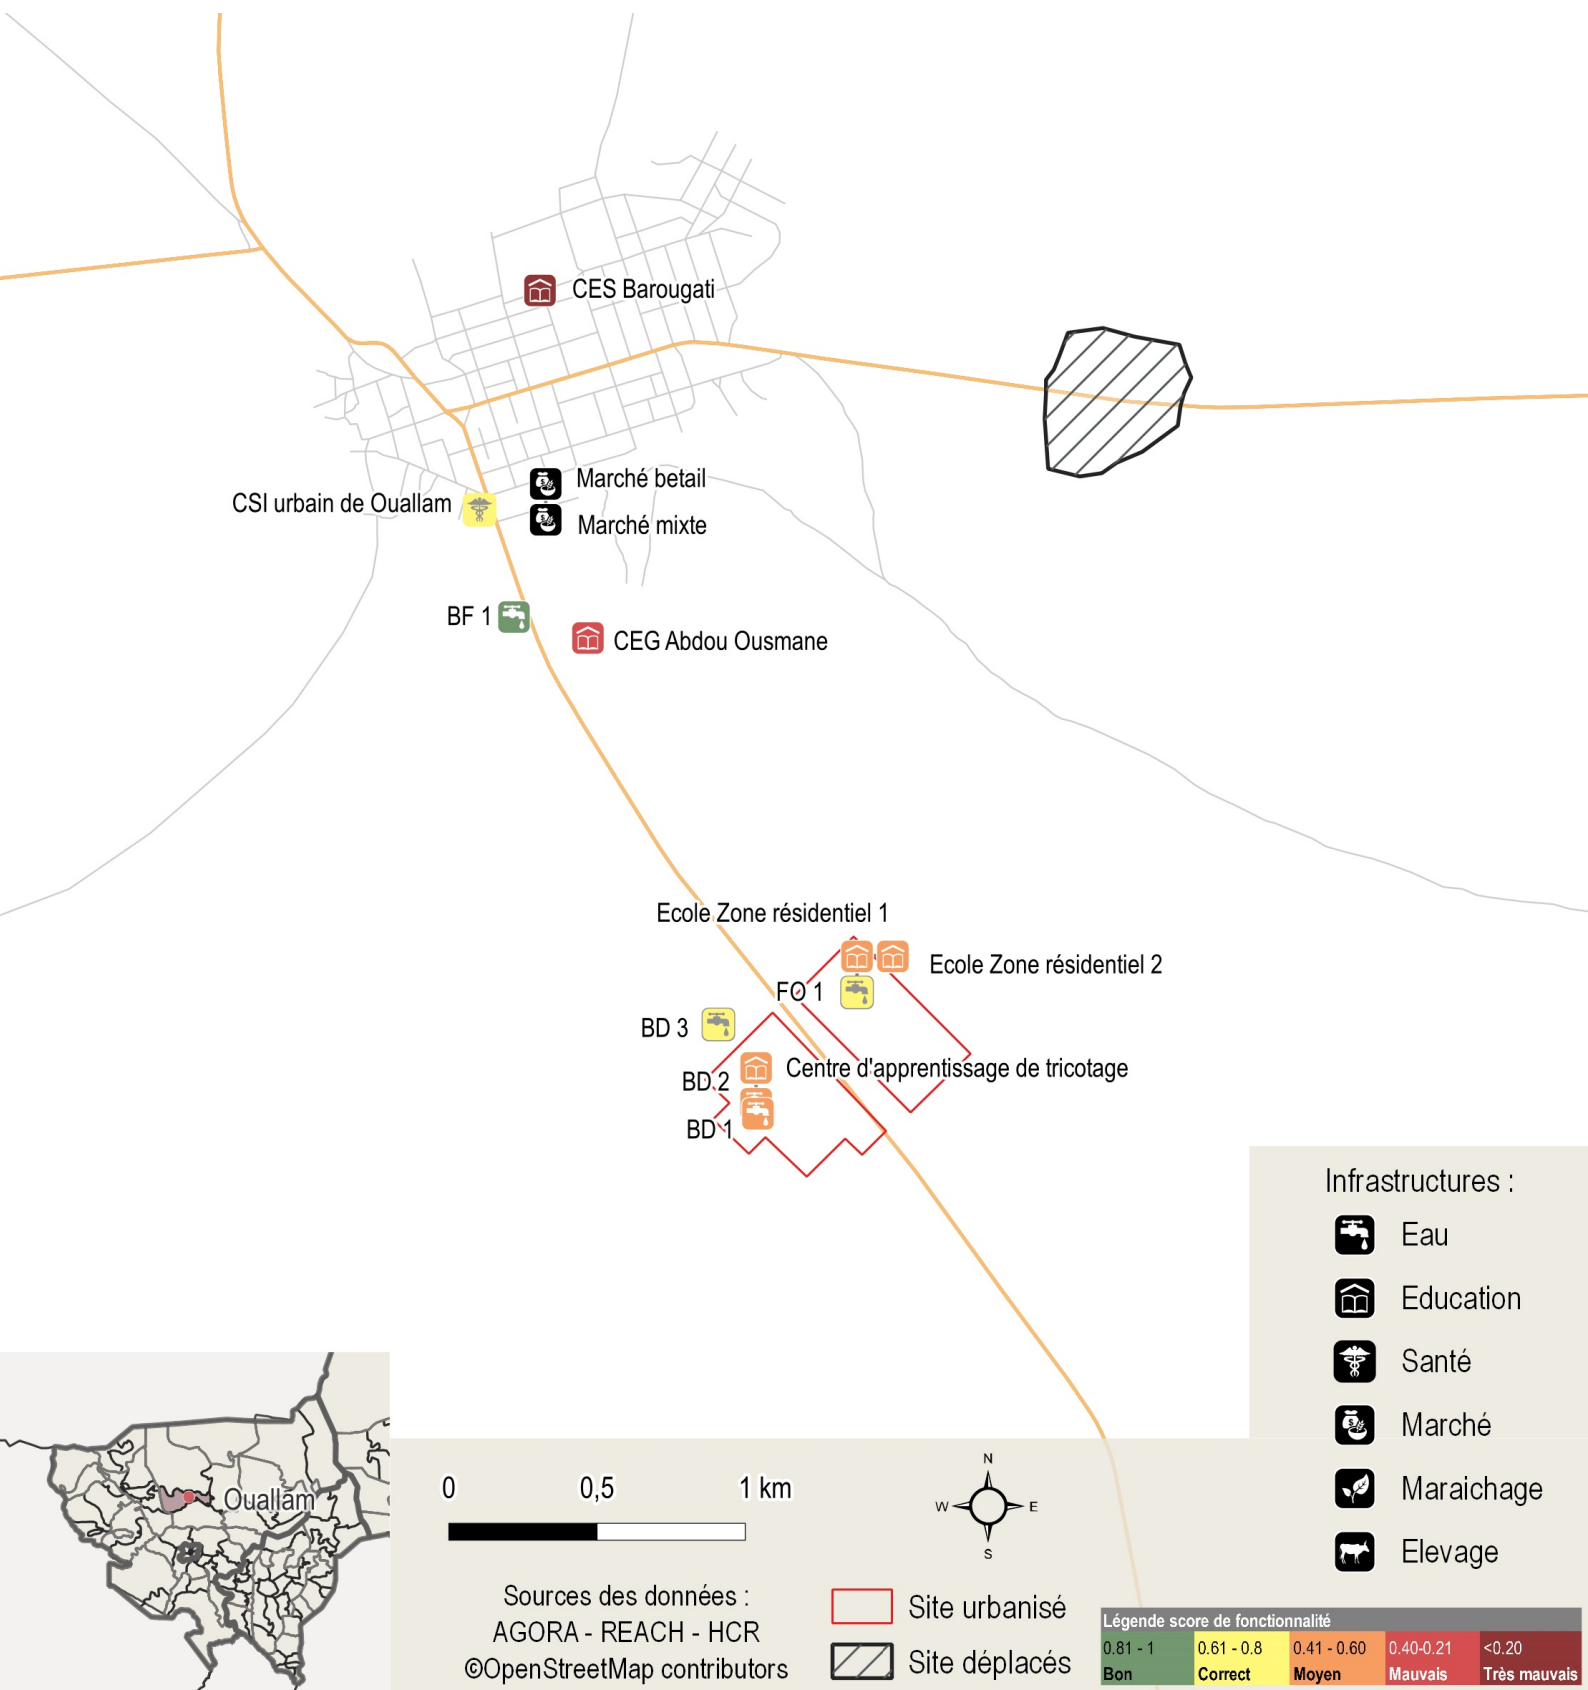 CES Barougati
Marché betail
CSI urbain de Ouallam
Marché mixte
BF 1
CEG Abdou Ousmane
Ecole Zone résidentiel 1
Ecole Zone résidentiel 2
FO 1
BD 3
Centre d'apprentissage de tricotage
BD 2
BD 1
Infrastructures :
Eau
Education
Santé
Marché
Maraichage
Elevage
Ouallam
0 0,5 1 km
N
W E
S
Sources des données :
AGORA - REACH - HCR
©OpenStreetMap contributors
Site urbanisé
Site déplacés
Légende score de fonctionnalité
0.81 - 1 0.61 - 0.8 0.41 - 0.60 0.40-0.21 <0.20
Bon Correct Moyen Mauvais Très mauvais